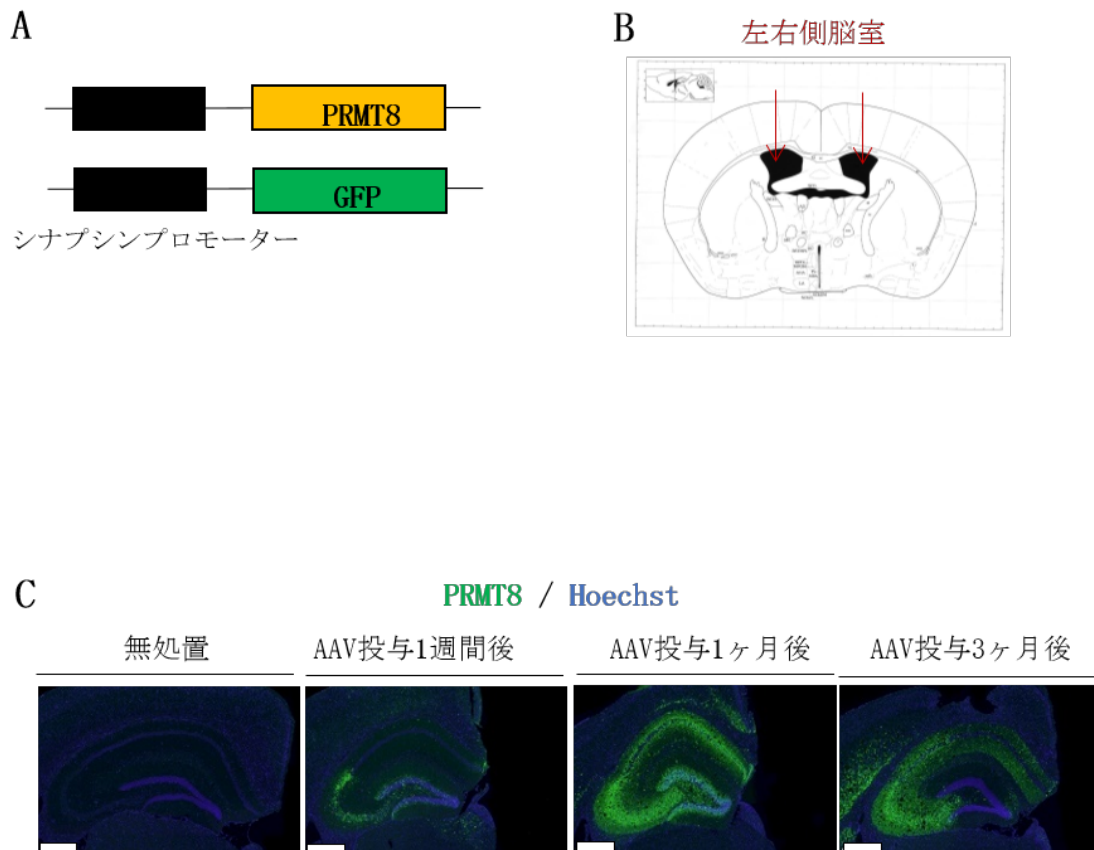 A
PRMT8
GFP
シナプシンプロモーター
B
左右側脳室
C
PRMT8 / Hoechst
無処置
AAV投与1週間後
AAV投与1ヶ月後
AAV投与3ヶ月後